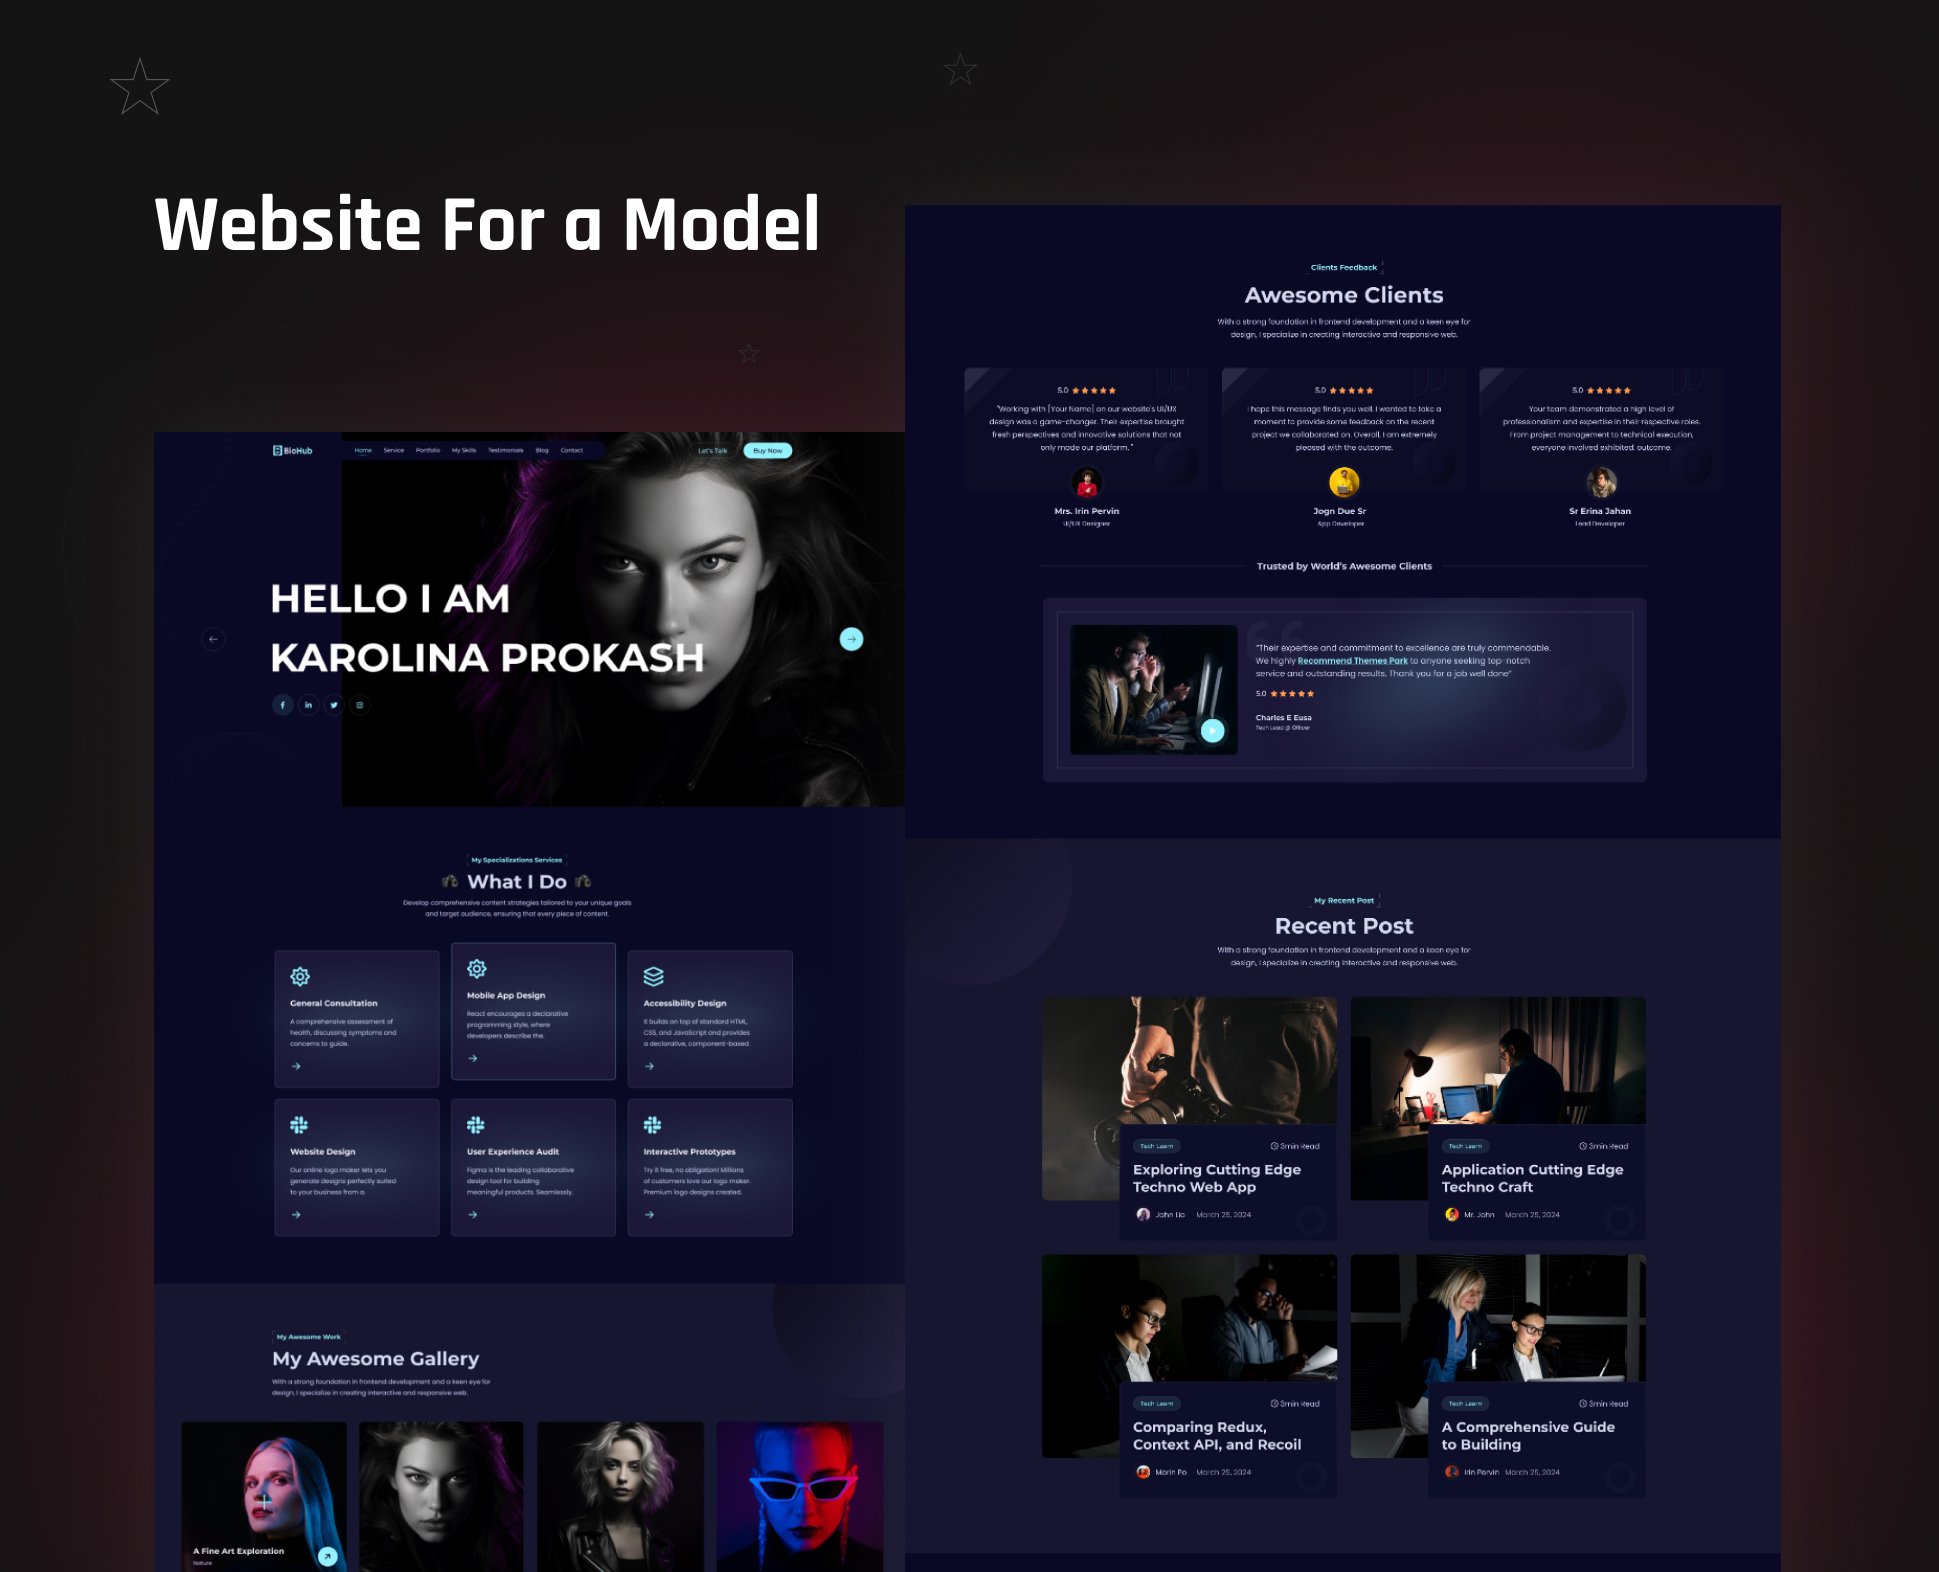 Website For a Model
BioHub
Home Service Portfolio My Skills Testimonials Blog Contact
Let's Talk
Buy Now
HELLO I AM
KAROLINA PROKASH
My Specializations Services
What I Do
Develop comprehensive content strategies tailored to your unique goals
and target audience, ensuring that every piece of content.
General Consultation
A comprehensive assessment of
health, discussing symptoms and
concerns to guide.
Mobile App Design
React encourages a declarative
programming style, where
developers describe the.
Accessibility Design
It builds on top of standard HTML,
CSS, and JavaScript and provides
a declarative, component-based.
Website Design
Our online logo maker lets you
generate designs perfectly suited
to your business from a.
User Experience Audit
Figma is the leading collaborative
design tool for building
meaningful products. Seamlessly.
Interactive Prototypes
Try it free, no obligation! Millions
of customers love our logo maker.
Premium logo designs created.
My Awesome Work
My Awesome Gallery
With a strong foundation in frontend development and a keen eye for
design, I specialize in creating interactive and responsive web.
A Fine Art Exploration
Nature
Clients Feedback
Awesome Clients
With a strong foundation in frontend development and a keen eye for
design, I specialize in creating interactive and responsive web.
5.0
"Working with [Your Name] on our website's UI/UX
design was a game-changer. Their expertise brought
fresh perspectives and innovative solutions that not
only made our platform. "
Mrs. Irin Pervin
UI/UX Designer
5.0
I hope this message finds you well. I wanted to take a
moment to provide some feedback on the recent
project we collaborated on. Overall, I am extremely
pleased with the outcome.
Jogn Due Sr
App Developer
5.0
Your team demonstrated a high level of
professionalism and expertise in their respective roles.
From project management to technical execution,
everyone involved exhibited. outcome.
Sr Erina Jahan
Lead Developer
Trusted by World's Awesome Clients
"Their expertise and commitment to excellence are truly commendable.
We highly Recommend Themes Park to anyone seeking top-notch
service and outstanding results. Thank you for a job well done"
5.0
Charles E Eusa
Tech Lead @
My Recent Post
Recent Post
With a strong foundation in frontend development and a keen eye for
design, I specialize in creating interactive and responsive web.
Tech Learn 3min Read
Exploring Cutting Edge
Techno Web App
John Lio March 25, 2024
Tech Learn 3min Read
Application Cutting Edge
Techno Craft
Mr. John March 25, 2024
Tech Learn 3min Read
Comparing Redux,
Context API, and Recoil
Morin Po March 25, 2024
Tech Learn 3min Read
A Comprehensive Guide
to Building
Irin Pervin March 25, 2024